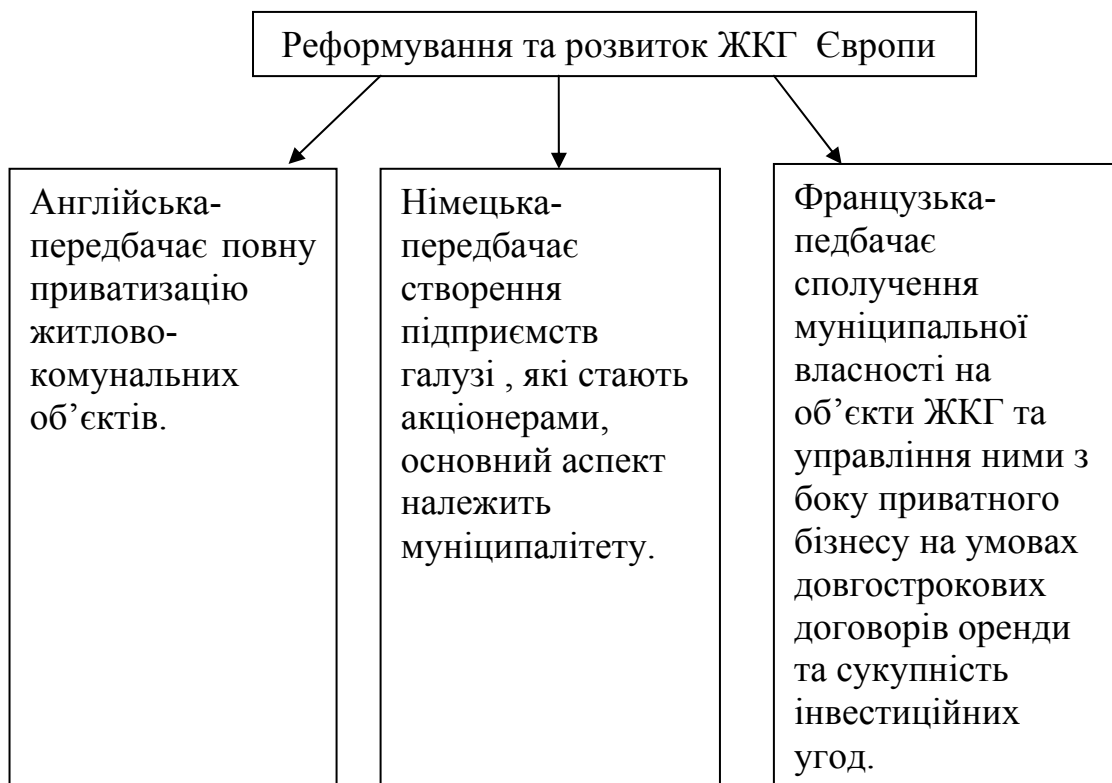 Реформування та розвиток ЖКГ Європи
Англійська-
передбачає повну
приватизацію
житлово-
комунальних
об’єктів.
Німецька-
передбачає
створення
підприємств
галузі , які стають
акціонерами,
основний аспект
належить
муніципалітету.
Французька-
педбачає
сполучення
муніципальної
власності на
об’єкти ЖКГ та
управління ними з
боку приватного
бізнесу на умовах
довгострокових
договорів оренди
та сукупність
інвестиційних
угод.